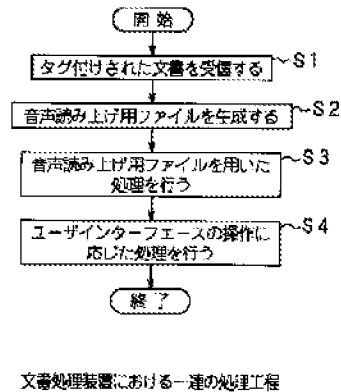 開始
タグ付けされた文書を受信する
S1
音声読み上げ用ファイルを生成する
S2
音声読み上げ用ファイルを用いた
処理を行う
S3
ユーザインターフェースの操作に
応じた処理を行う
S4
終了
文書処理装置における一連の処理工程